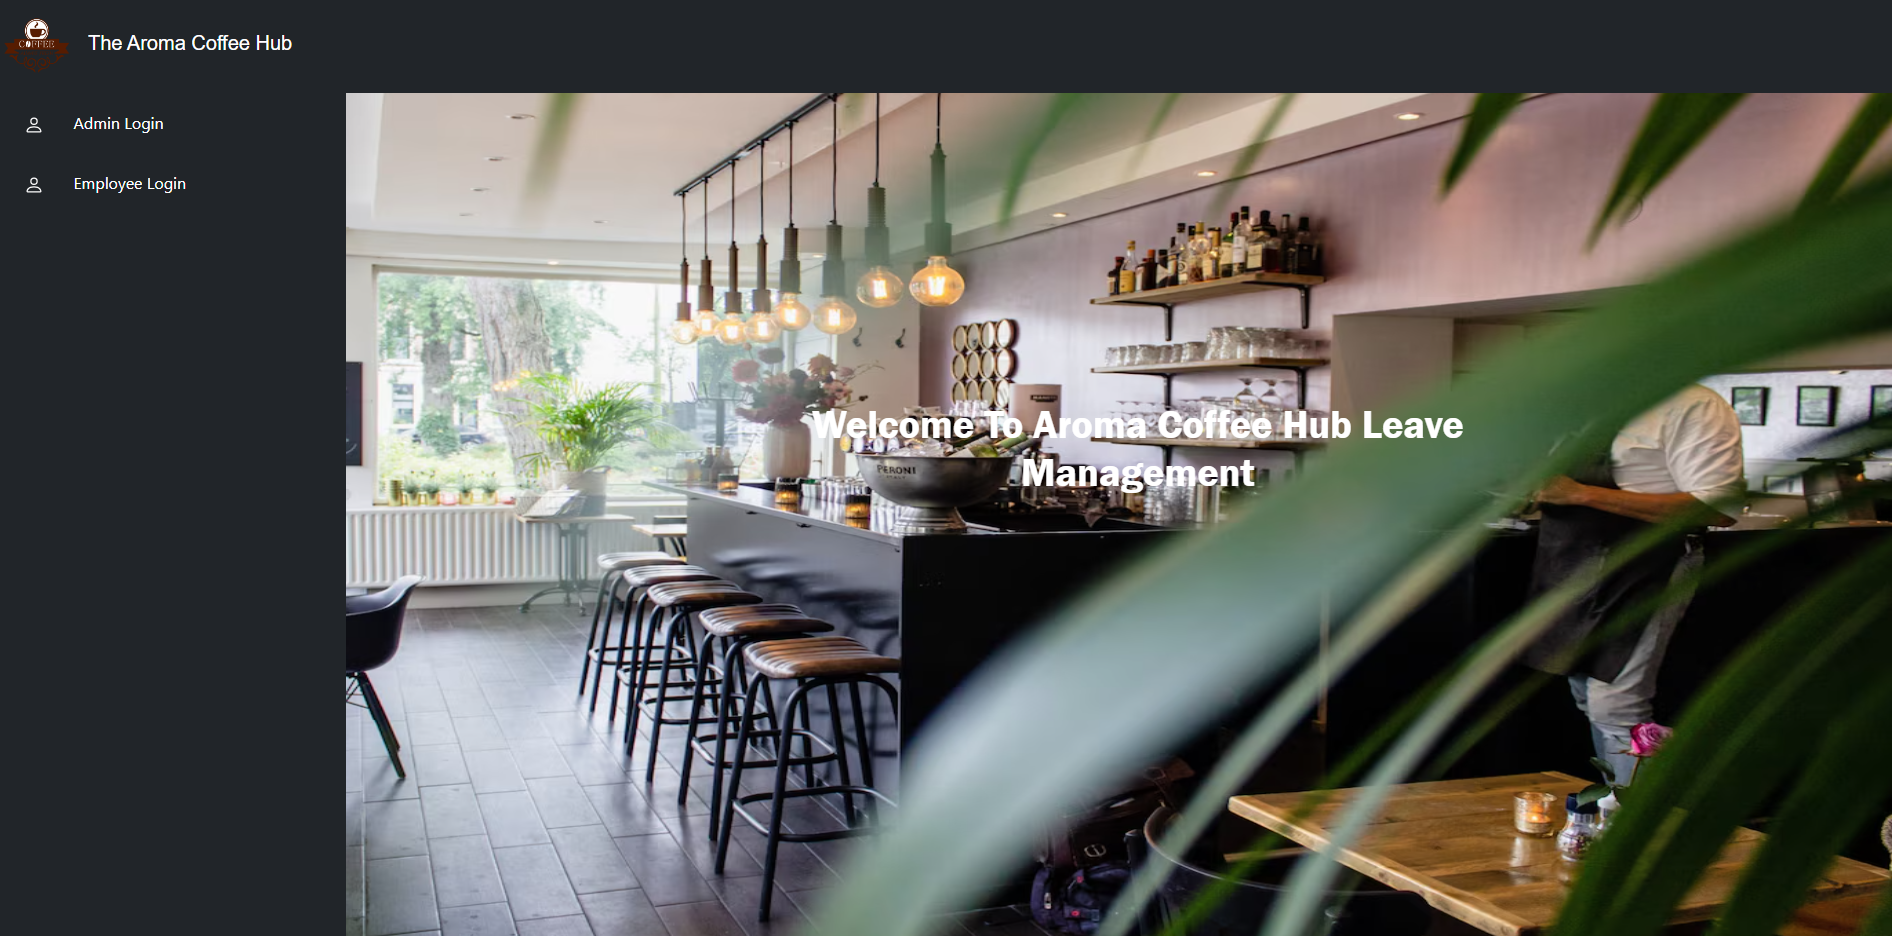 COFFEE
The Aroma Coffee Hub
Admin Login
Employee Login
Welcome To Aroma Coffee Hub Leave
Management
PERONI